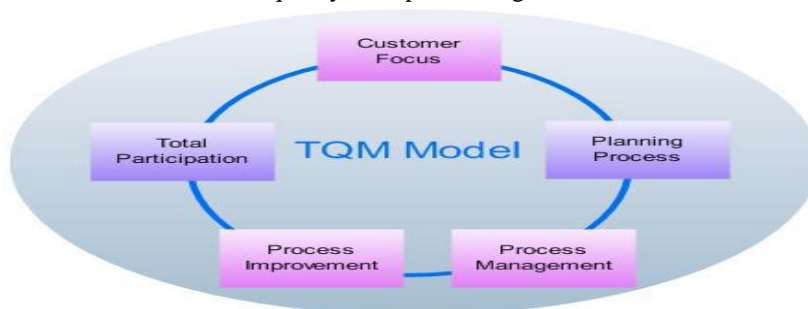 Customer
Focus
Total
Participation
TQM Model
Planning
Process
Process
Improvement
Process
Management